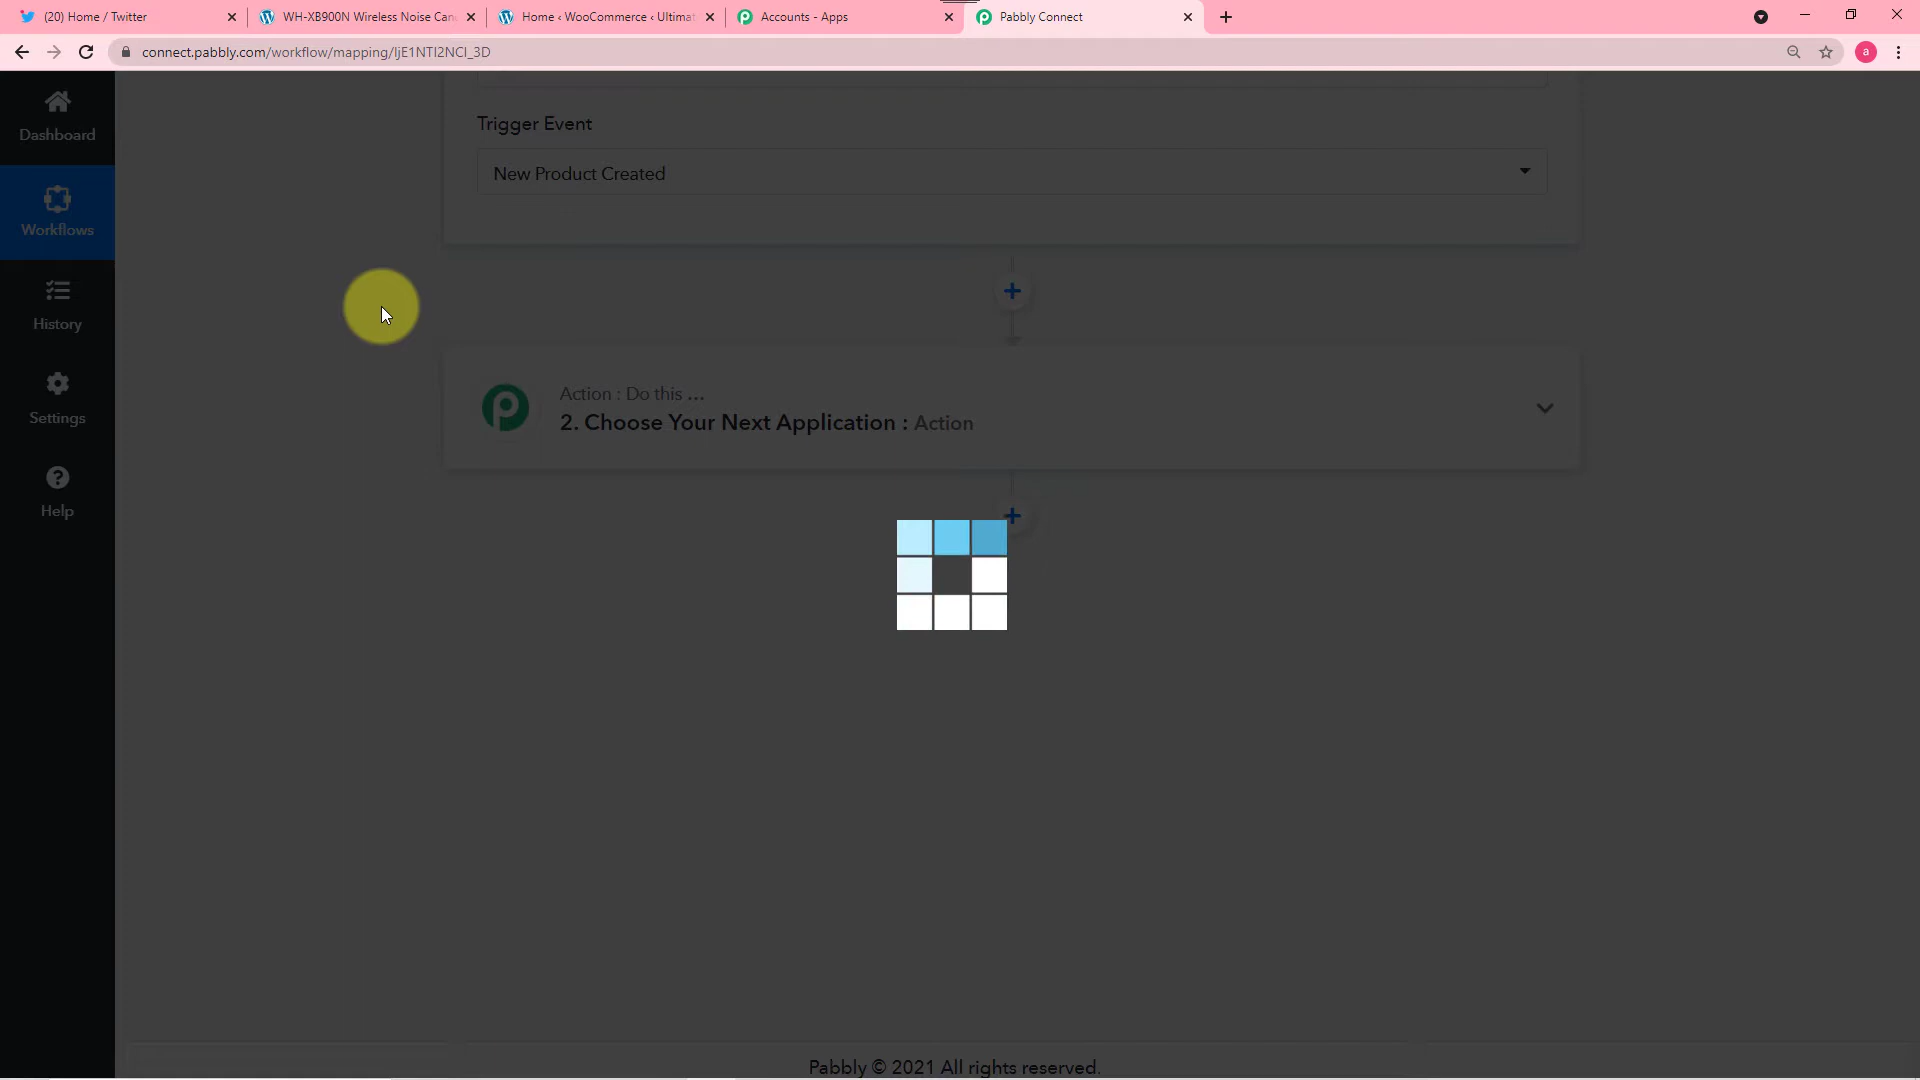 (20) Home / Twitter
WH-XB900N Wireless Noise Can
Home ‹ WooCommerce ‹ Ultimat
Accounts - Apps
Pabbly Connect
connect.pabbly.com/workflow/mapping/IjE1NTI2NCI_3D
a
Dashboard
Workflows
History
Settings
Help
Trigger Event
New Product Created
Action : Do this ...
2. Choose Your Next Application : Action
Pabbly © 2021 All rights reserved.